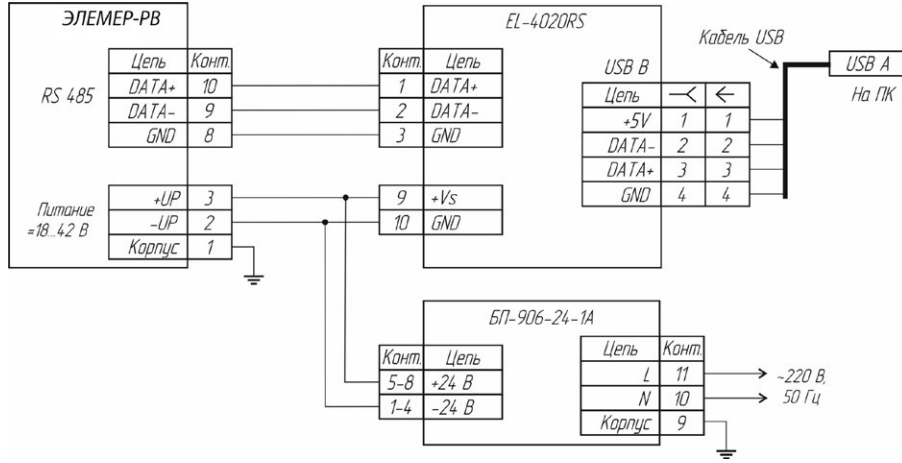 ЭЛЕМЕР-РВ
RS 485
Цепь Конт.
DATA+ 10
DATA- 9
GND 8
Питание
=18...42 В
+UP 3
-UP 2
Корпус 1
EL-4020RS
Конт. Цепь
1 DATA+
2 DATA-
3 GND
9 +Vs
10 GND
USB B
Цепь
+5V 1 1
DATA- 2 2
DATA+ 3 3
GND 4 4
Кабель USB
USB A
На ПК
БП-906-24-1А
Конт. Цепь
5-8 +24 В
1-4 -24 В
Цепь Конт.
L 11
N 10
Корпус 9
~220 В,
50 Гц